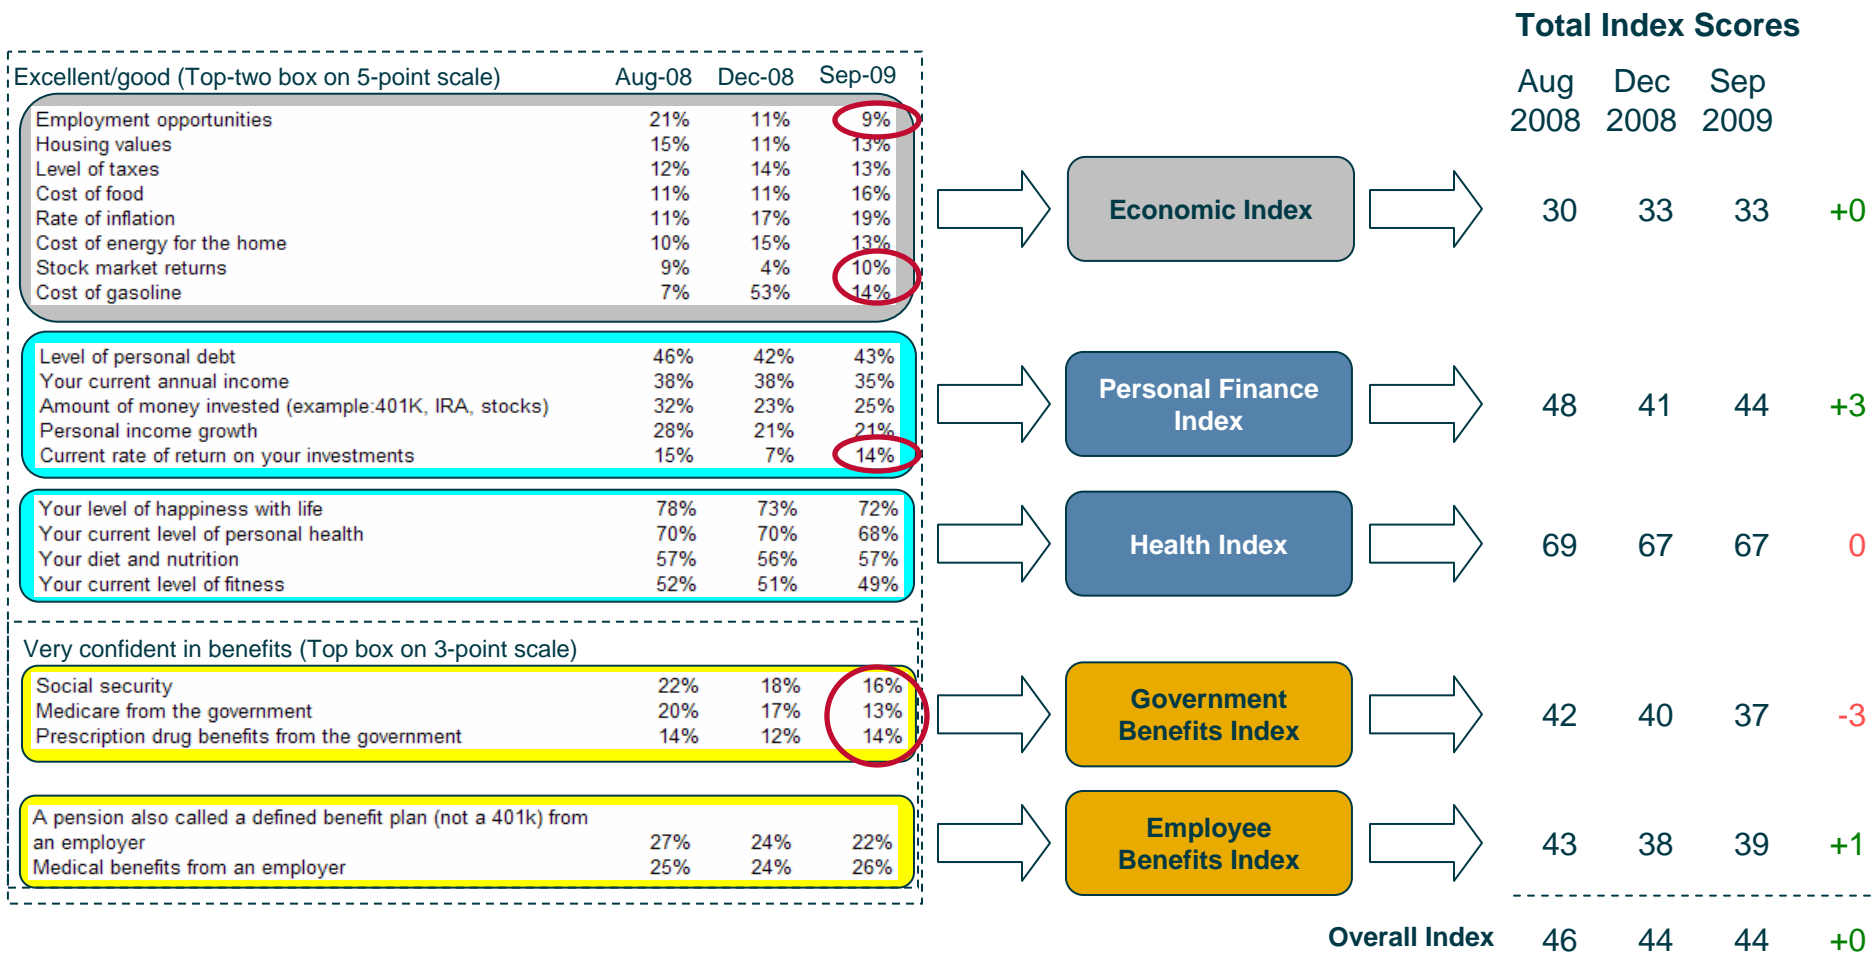 Total Index Scores
Excellent/good (Top-two box on 5-point scale) Aug-08 Dec-08 Sep-09
Aug 2008 Dec 2008 Sep 2009
Employment opportunities 21% 11% 9%
Housing values 15% 11% 13%
Level of taxes 12% 14% 13%
Cost of food 11% 11% 16%
Rate of inflation 11% 17% 19%
Cost of energy for the home 10% 15% 13%
Stock market returns 9% 4% 10%
Cost of gasoline 7% 53% 14%
Economic Index 30 33 33 +0
Level of personal debt 46% 42% 43%
Your current annual income 38% 38% 35%
Amount of money invested (example:401K, IRA, stocks) 32% 23% 25%
Personal income growth 28% 21% 21%
Current rate of return on your investments 15% 7% 14%
Personal Finance
Index
48 41 44 +3
Your level of happiness with life 78% 73% 72%
Your current level of personal health 70% 70% 68%
Your diet and nutrition 57% 56% 57%
Your current level of fitness 52% 51% 49%
Health Index 69 67 67 0
Very confident in benefits (Top box on 3-point scale)
Social security 22% 18% 16%
Medicare from the government 20% 17% 13%
Prescription drug benefits from the government 14% 12% 14%
Government
Benefits Index
42 40 37 -3
A pension also called a defined benefit plan (not a 401k) from
an employer 27% 24% 22%
Medical benefits from an employer 25% 24% 26%
Employee
Benefits Index
43 38 39 +1
Overall Index 46 44 44 +0